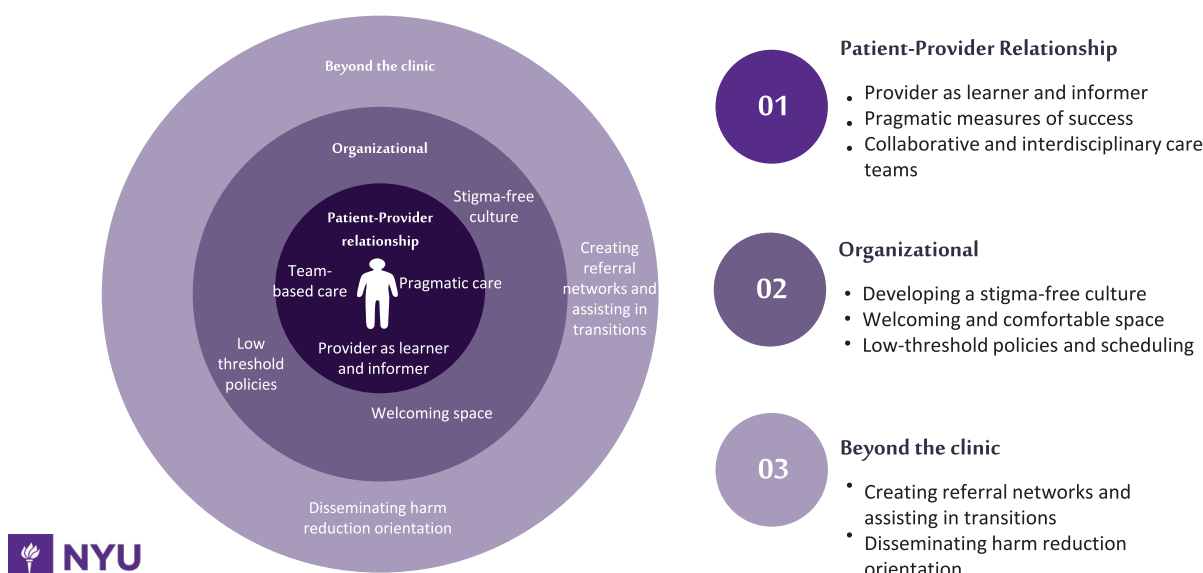 Beyond the clinic
Organizational
Stigma-free
culture
Patient-Provider
relationship
Team-
based care
Pragmatic care
Provider as learner
and informer
Low
threshold
policies
Welcoming space
Creating
referral
networks and
assisting in
transitions
Disseminating harm
reduction orientation
NYU
01
Patient-Provider Relationship
• Provider as learner and informer
• Pragmatic measures of success
• Collaborative and interdisciplinary care
teams
02
Organizational
• Developing a stigma-free culture
• Welcoming and comfortable space
• Low-threshold policies and scheduling
03
Beyond the clinic
• Creating referral networks and
assisting in transitions
• Disseminating harm reduction
orientation